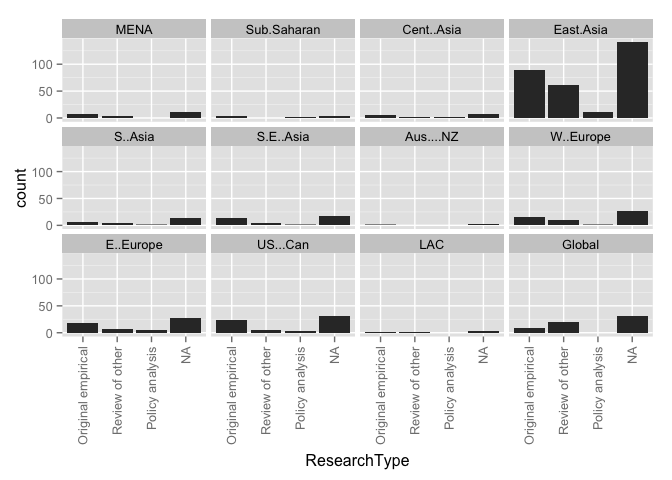 MENA Sub.Saharan Cent..Asia East.Asia
100
50
0
S..Asia S.E..Asia Aus....NZ W..Europe
count
100
50
0
E..Europe US...Can LAC Global
100
50
0
Original empirical Review of other Policy analysis NA Original empirical Review of other Policy analysis NA Original empirical Review of other Policy analysis NA Original empirical Review of other Policy analysis NA
ResearchType